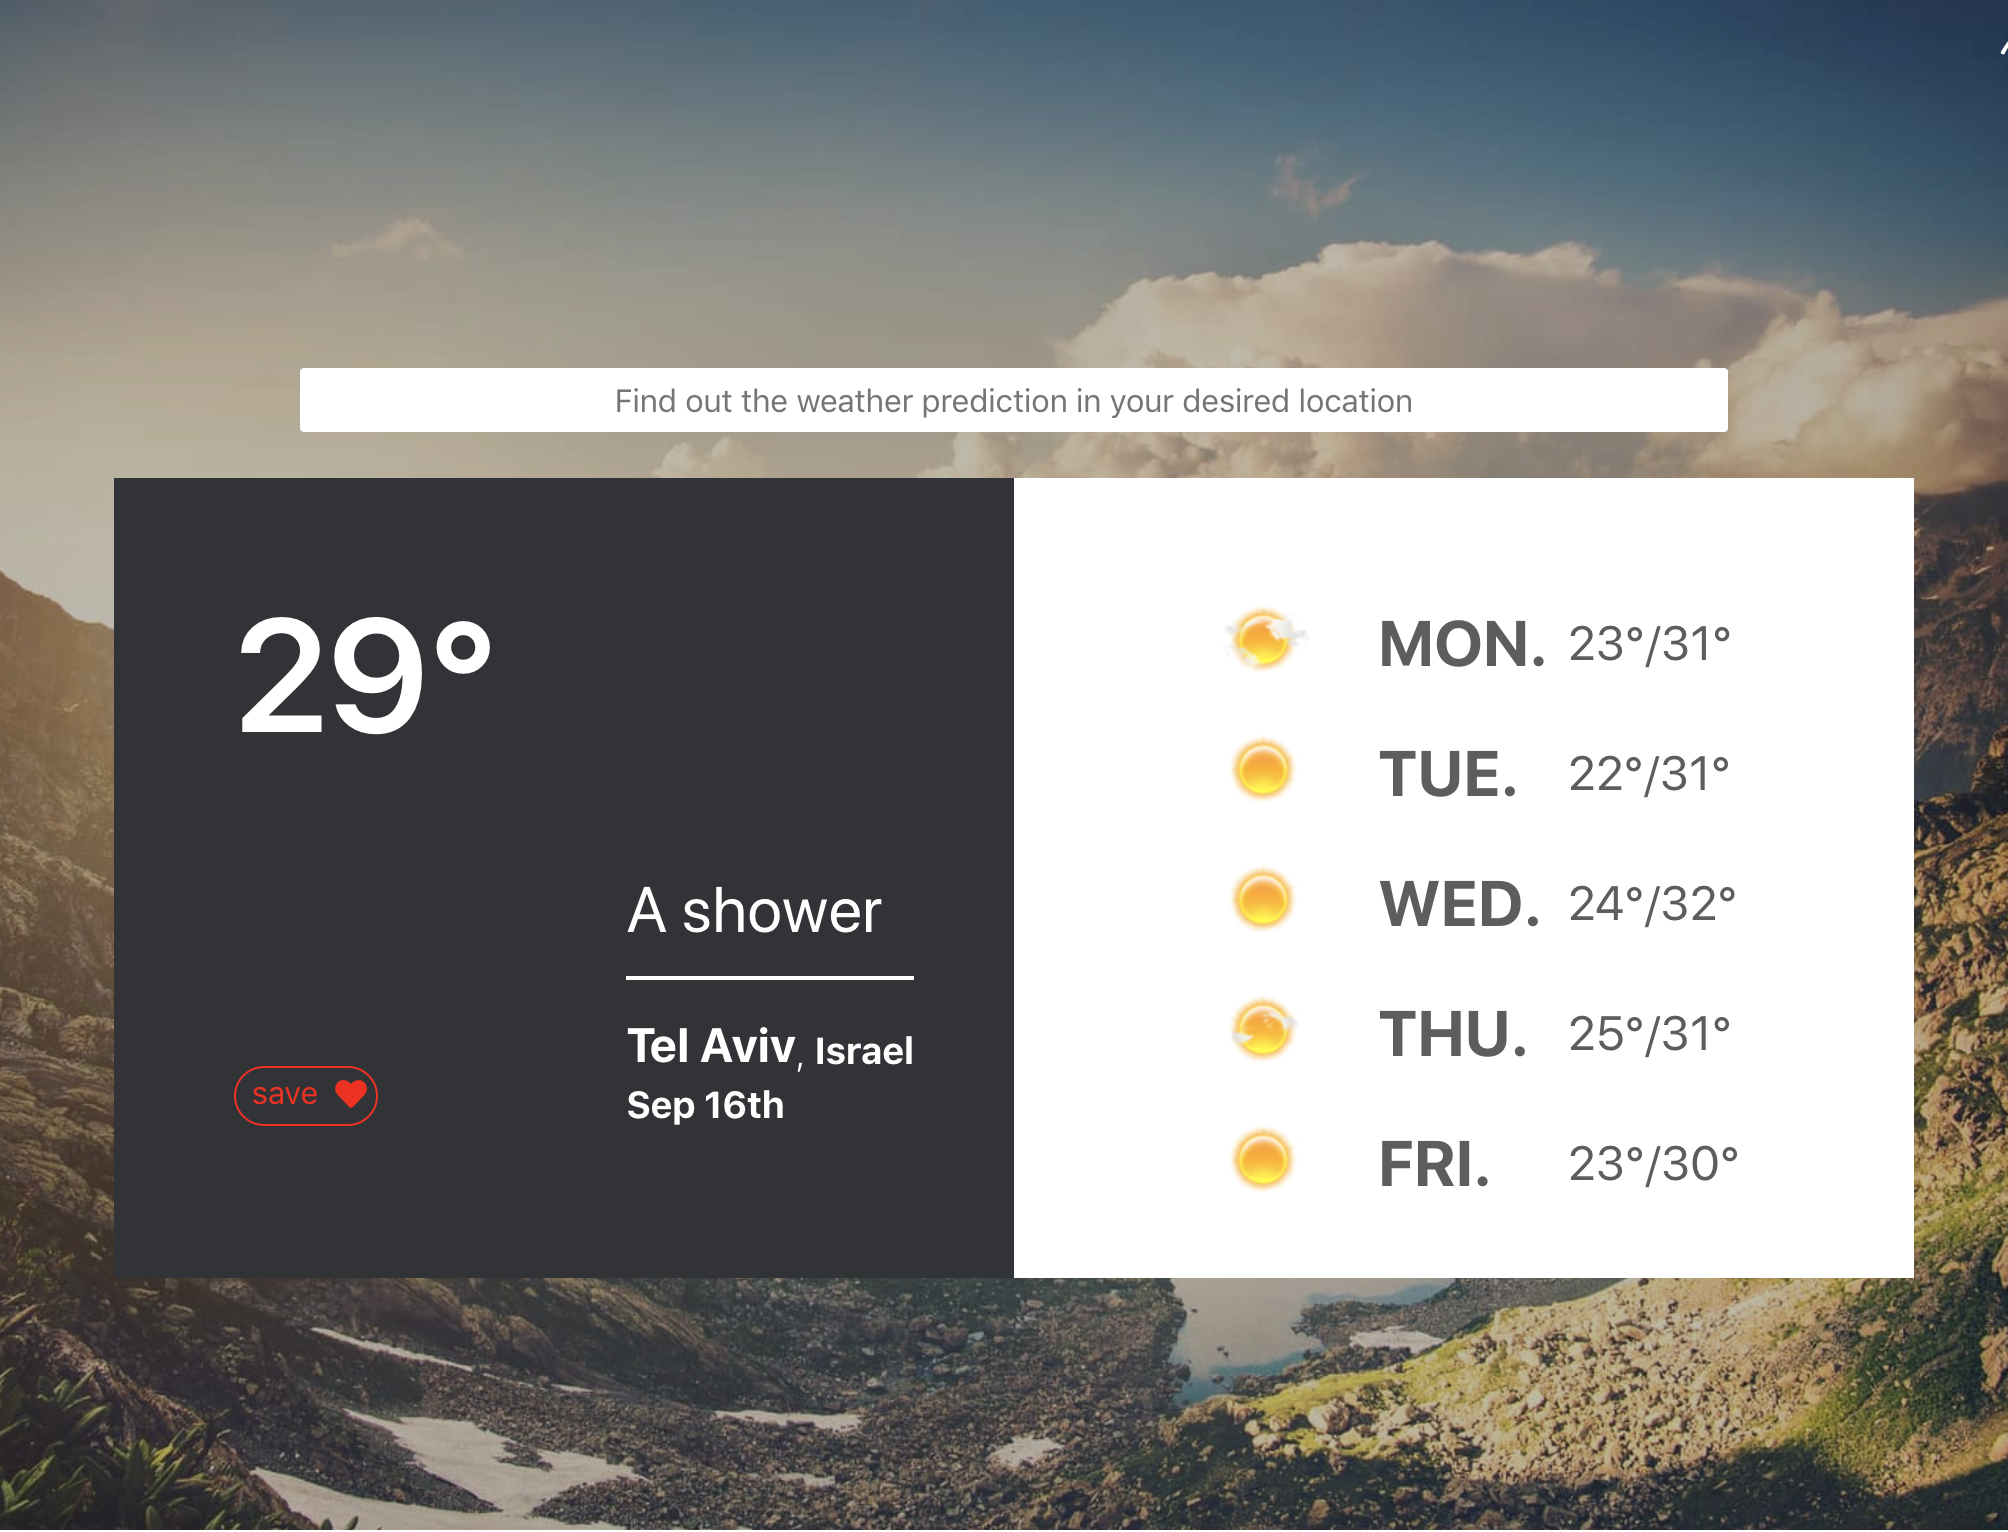 Find out the weather prediction in your desired location
29°
A shower
Tel Aviv, Israel
Sep 16th
save
MON. 23°/31°
TUE. 22°/31°
WED. 24°/32°
THU. 25°/31°
FRI. 23°/30°